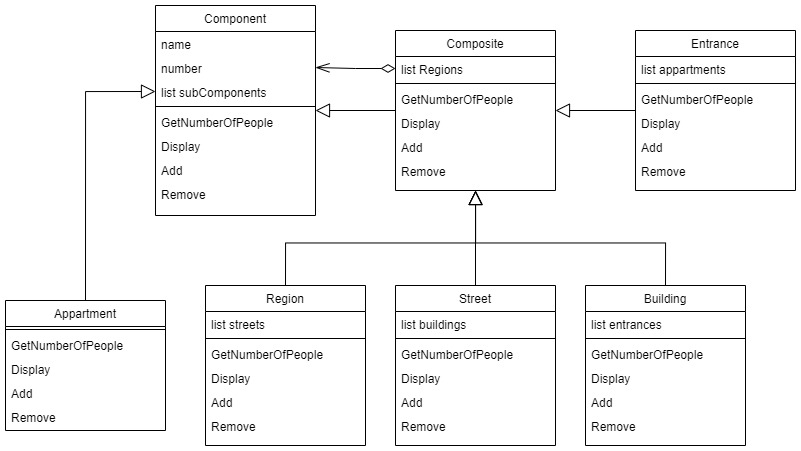 Component
name
number
list subComponents
GetNumberOfPeople
Display
Add
Remove
Composite
list Regions
GetNumberOfPeople
Display
Add
Remove
Entrance
list appartments
GetNumberOfPeople
Display
Add
Remove
Appartment
GetNumberOfPeople
Display
Add
Remove
Region
list streets
GetNumberOfPeople
Display
Add
Remove
Street
list buildings
GetNumberOfPeople
Display
Add
Remove
Building
list entrances
GetNumberOfPeople
Display
Add
Remove